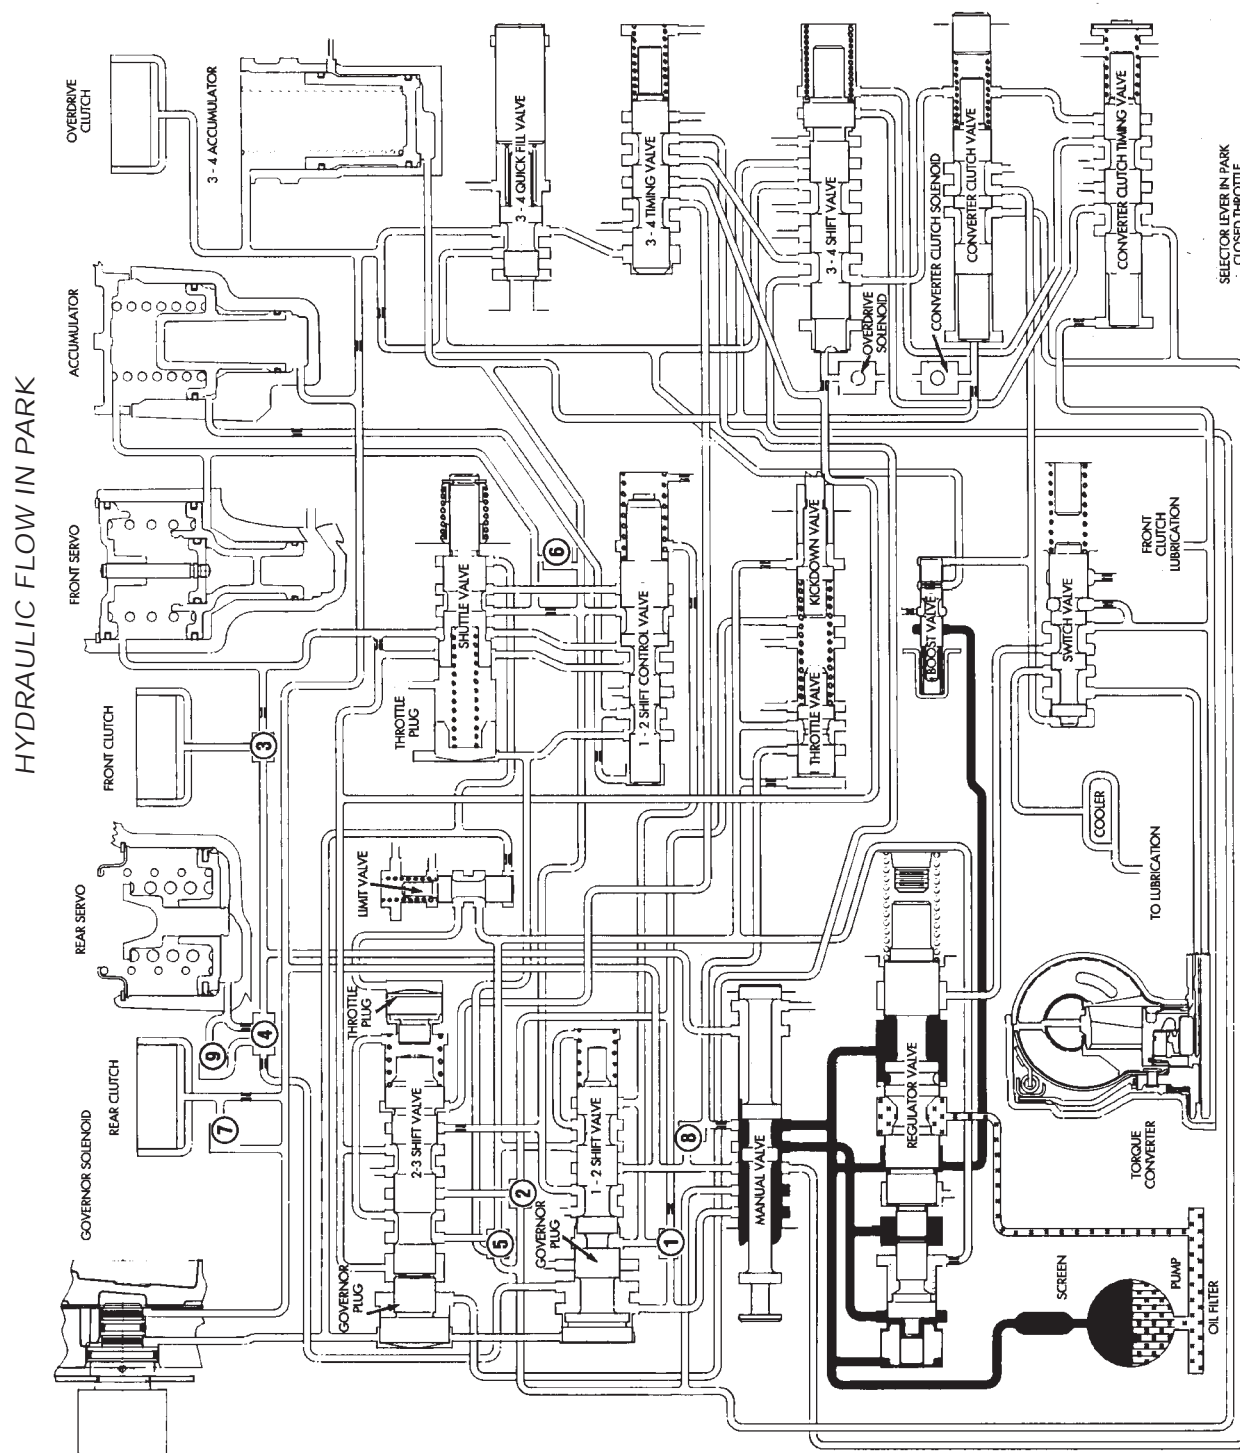 HYDRAULIC FLOW IN PARK
GOVERNOR SOLENOID
REAR CLUTCH
REAR SERVO
FRONT CLUTCH
FRONT SERVO
ACCUMULATOR
OVERDRIVE
CLUTCH
3 - 4 ACCUMULATOR
7
9
4
3
GOVERNOR
PLUG
2-3 SHIFT VALVE
THROTTLE
PLUG
LIMIT VALVE
THROTTLE
PLUG
SHUTTLE VALVE
6
3 - 4 QUICK FILL VALVE
5
2
GOVERNOR
PLUG
1 - 2 SHIFT VALVE
1 - 2 SHIFT CONTROL VALVE
3 - 4 TIMING VALVE
1
8
MANUAL VALVE
THROTTLE VALVE
KICKDOWN VALVE
3 - 4 SHIFT VALVE
OVERDRIVE
SOLENOID
REGULATOR VALVE
BOOST VALVE
CONVERTER CLUTCH SOLENOID
CONVERTER CLUTCH VALVE
SCREEN
SWITCH VALVE
COOLER
TO LUBRICATION
FRONT
CLUTCH
LUBRICATION
CONVERTER CLUTCH TIMING VALVE
TORQUE
CONVERTER
PUMP
OIL FILTER
SELECTOR LEVER IN PARK
CLOSED THROTTLE